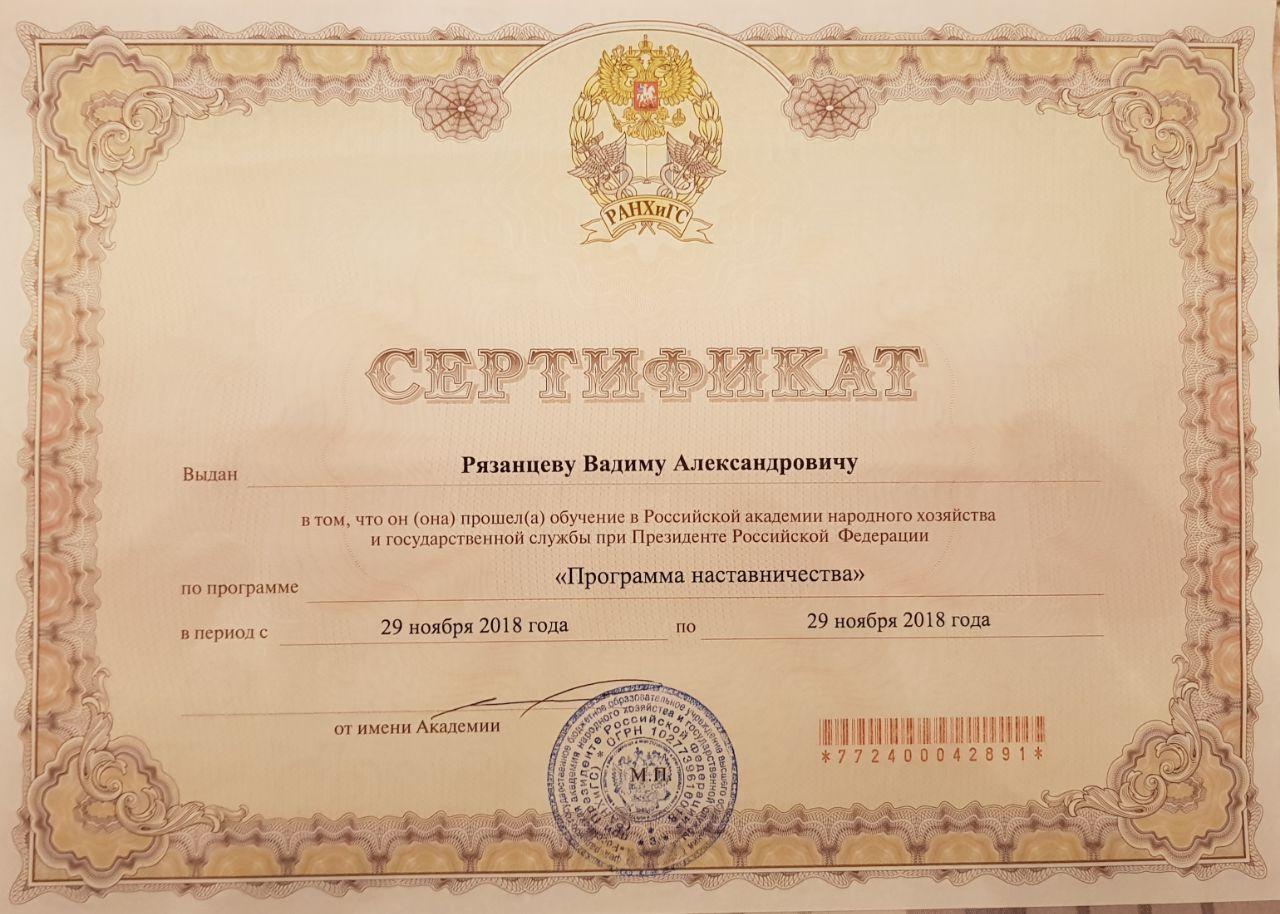 РАНХиГС
СЕРТИФИКАТ
Выдан Рязанцеву Вадиму Александровичу
в том, что он (она) прошел(а) обучение в Российской академии народного хозяйства
и государственной службы при Президенте Российской Федерации
по программе «Программа наставничества»
в период с 29 ноября 2018 года по 29 ноября 2018 года
от имени Академии
М.П.
*772400042891*